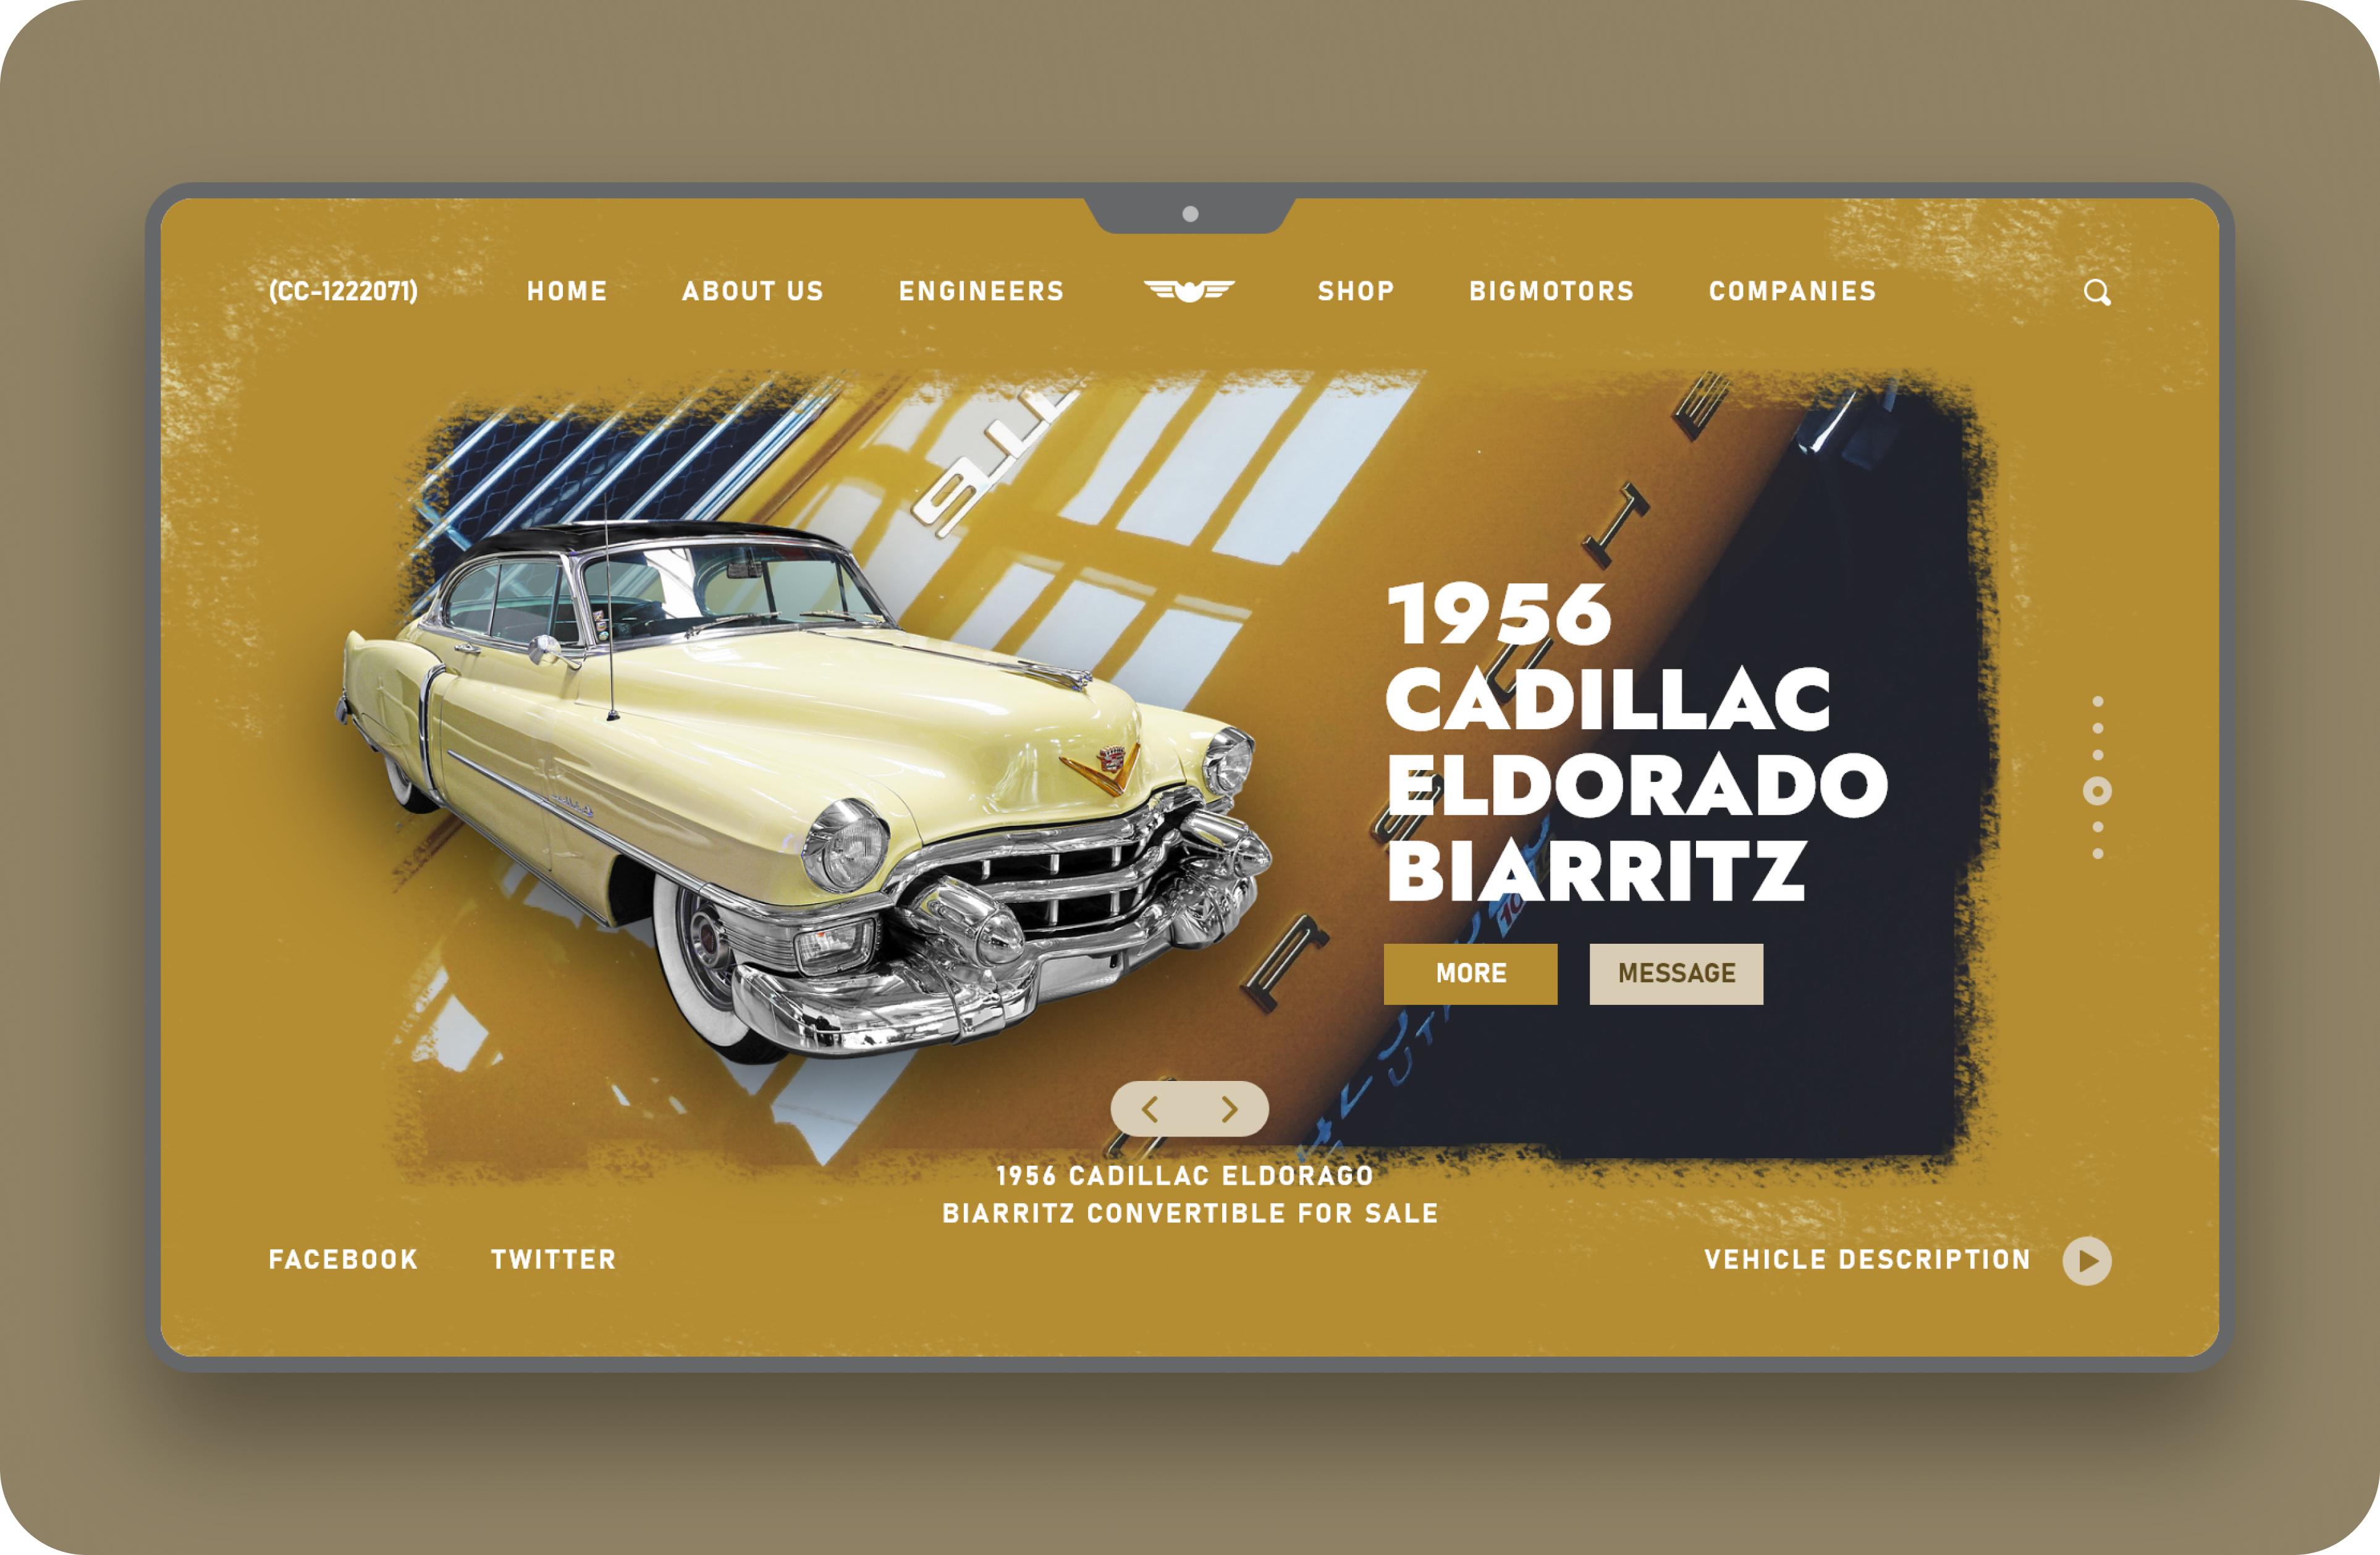 (CC-1222071) HOME ABOUT US ENGINEERS SHOP BIGMOTORS COMPANIES
1956
CADILLAC
ELDORADO
BIARRITZ
MORE MESSAGE
1956 CADILLAC ELDORAGO
BIARRITZ CONVERTIBLE FOR SALE
FACEBOOK TWITTER VEHICLE DESCRIPTION